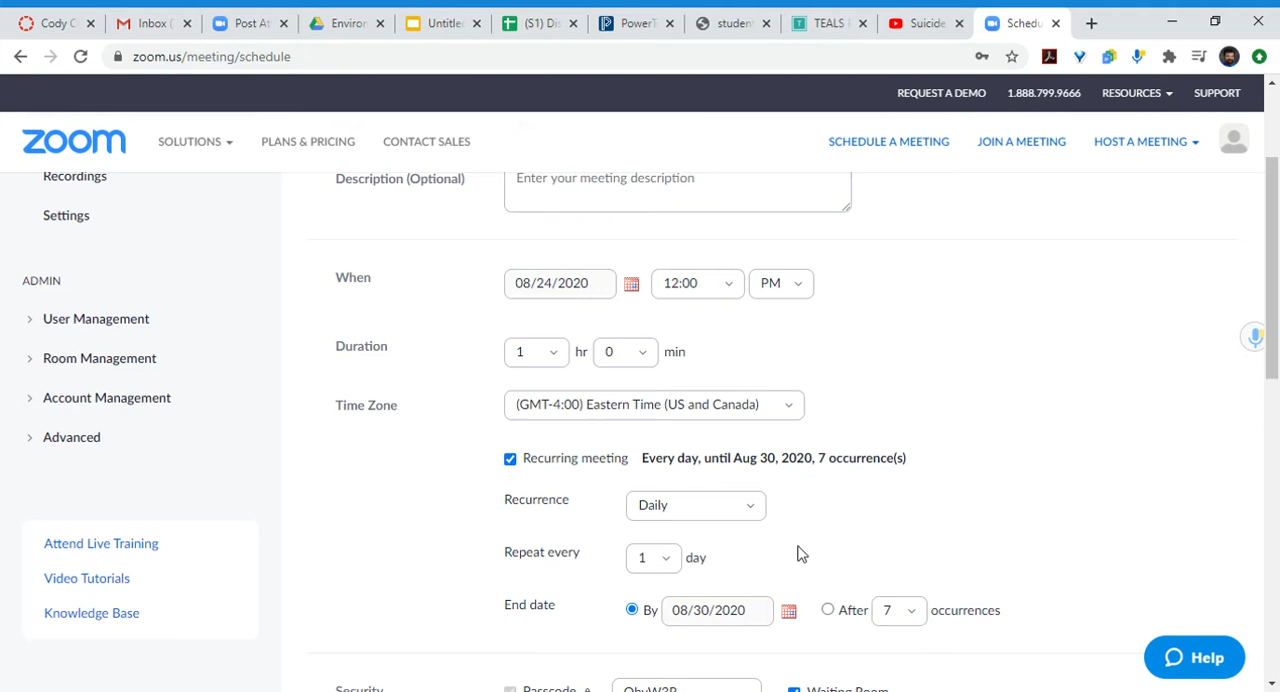 Cody C
Inbox (
Post At
Environ
Untitle
(S1) Di
PowerT
student
TEALS
Suicide
Schedu
zoom.us/meeting/schedule
REQUEST A DEMO 1.888.799.9666 RESOURCES SUPPORT
zoom SOLUTIONS PLANS & PRICING CONTACT SALES SCHEDULE A MEETING JOIN A MEETING HOST A MEETING
Recordings
Settings
ADMIN
User Management
Room Management
Account Management
Advanced
Attend Live Training
Video Tutorials
Knowledge Base
Description (Optional) Enter your meeting description
When 08/24/2020 12:00 PM
Duration 1 hr 0 min
Time Zone (GMT-4:00) Eastern Time (US and Canada)
Recurring meeting Every day, until Aug 30, 2020, 7 occurrence(s)
Recurrence Daily
Repeat every 1 day
End date By 08/30/2020 After 7 occurrences
Security Passcode Waiting Room
Help